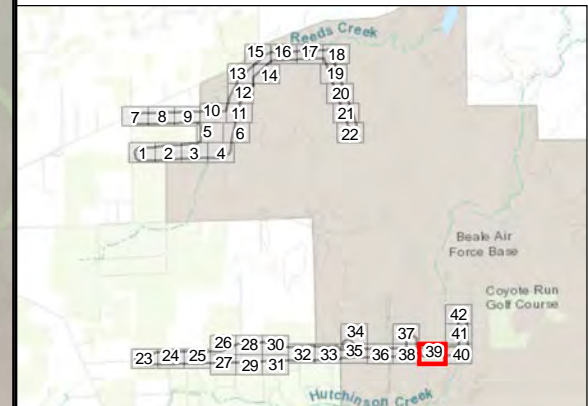 Reeds Creek
15 16 17 18
13 14 19
12 20
7 8 9 10 11 21
5 6 22
1 2 3 4
Beale Air
Force Base
Coyote Run
Golf Course
42
26 28 30 34 37 41
23 24 25 27 29 31 32 33 35 36 38 39 40
Hutchinson Creek